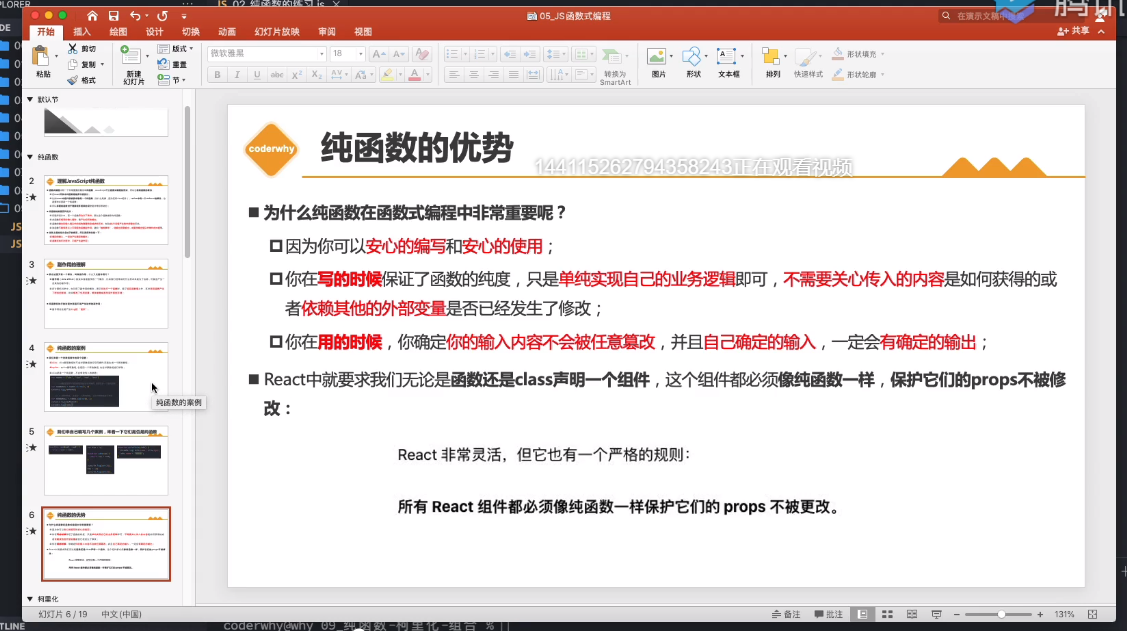 PLORER
JS 02_纯函数的练习.js
05_JS函数式编程
在演示文稿中搜索
腾讯
开始 插入 绘图 设计 切换 动画 幻灯片放映 审阅 视图
共享
粘贴
剪切
复制
格式
新建
幻灯片
版式
重置
节
微软雅黑
18
B I U abc X² X₂
转换为
SmartArt
图片
形状
文本框
排列
快速样式
形状填充
形状轮廓
默认节
纯函数
2
理解JavaScript纯函数
3
副作用的理解
4
纯函数的案例
纯函数的案例
5
6
纯函数的优势
柯里化
coderwhy
纯函数的优势
144115262794358243正在观看视频
为什么纯函数在函数式编程中非常重要呢？
因为你可以安心的编写和安心的使用；
你在写的时候保证了函数的纯度，只是单纯实现自己的业务逻辑即可，不需要关心传入的内容是如何获得的或
者依赖其他的外部变量是否已经发生了修改；
你在用的时候，你确定你的输入内容不会被任意篡改，并且自己确定的输入，一定会有确定的输出；
React中就要求我们无论是函数还是class声明一个组件，这个组件都必须像纯函数一样，保护它们的props不被修
改：
React 非常灵活，但它也有一个严格的规则：
所有 React 组件都必须像纯函数一样保护它们的 props 不被更改。
幻灯片 6 / 19 中文(中国)
备注
批注
131%
TLINE
coderwhy@why 09_纯函数-柯里化-组合 %